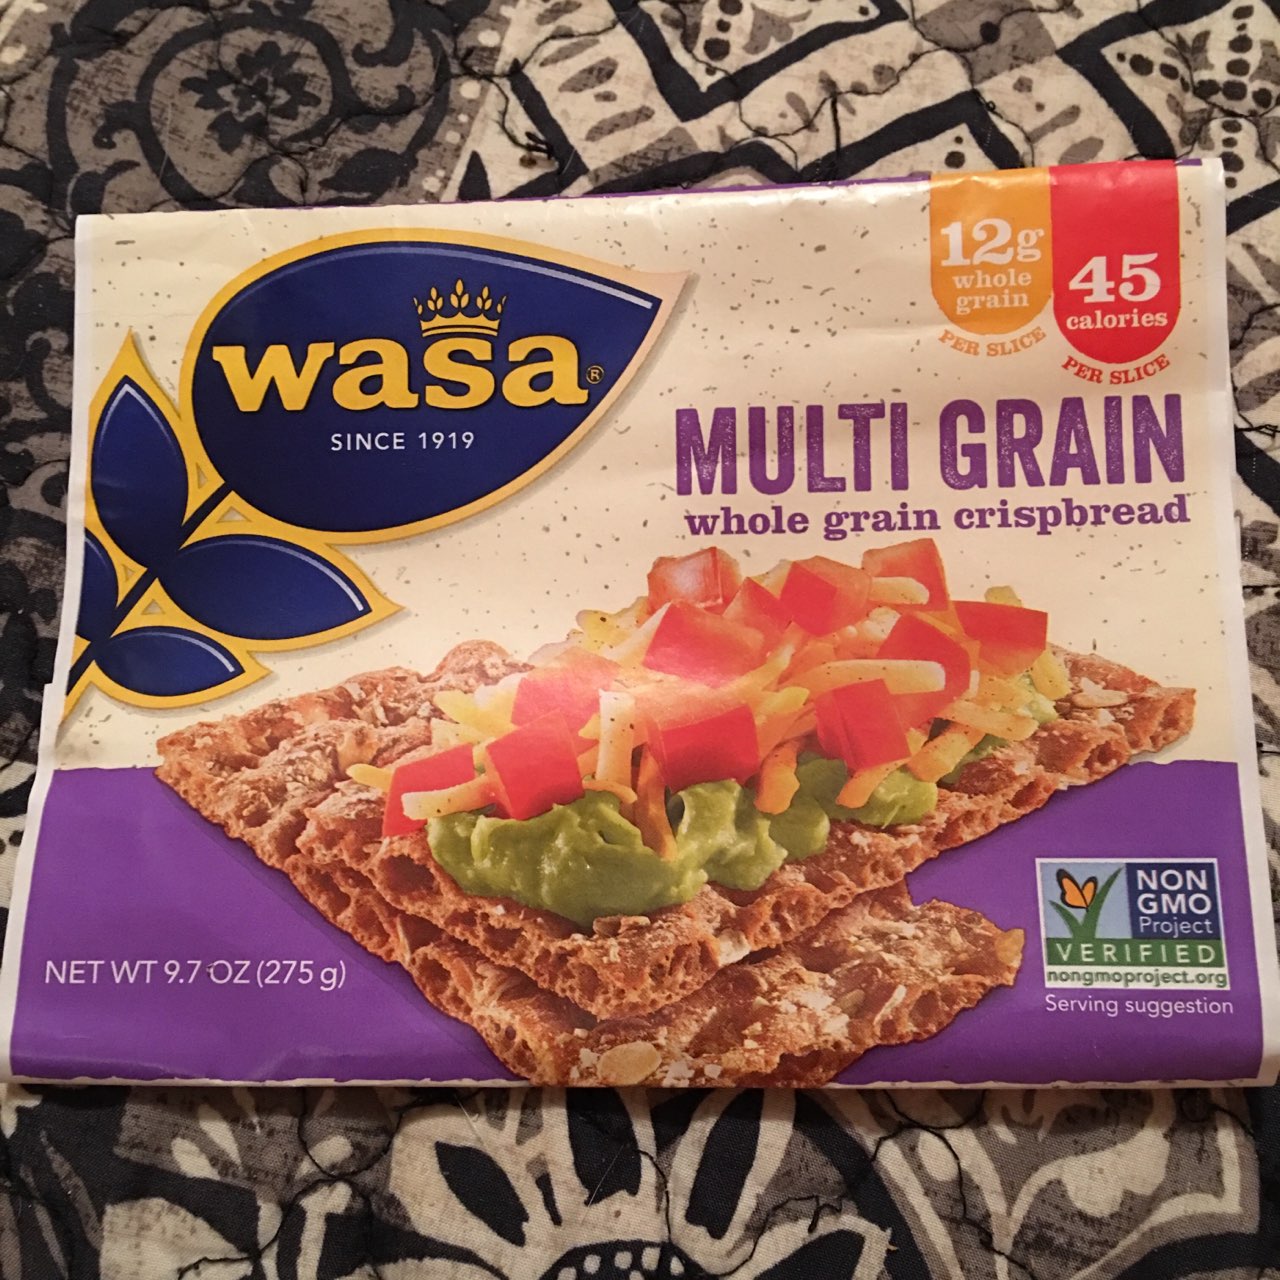 wasa®
SINCE 1919
12g
whole
grain
PER SLICE
45
calories
PER SLICE
MULTI GRAIN
whole grain crispbread
NET WT 9.7 OZ (275 g)
NON
GMO
Project
VERIFIED
nongmoproject.org
Serving suggestion